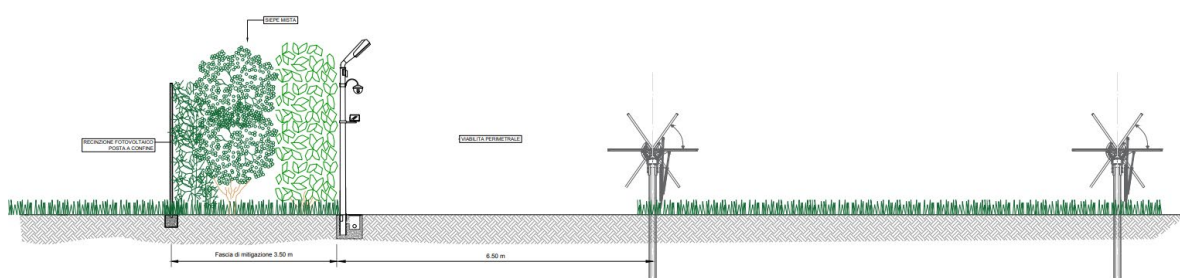 SIEPE MISTA
RECINZIONE FOTOVOLTAICO
POSTA A CONFINE
VIABILITA PERIMETRALE
Fascia di mitigazione 3.50 m
6.50 m